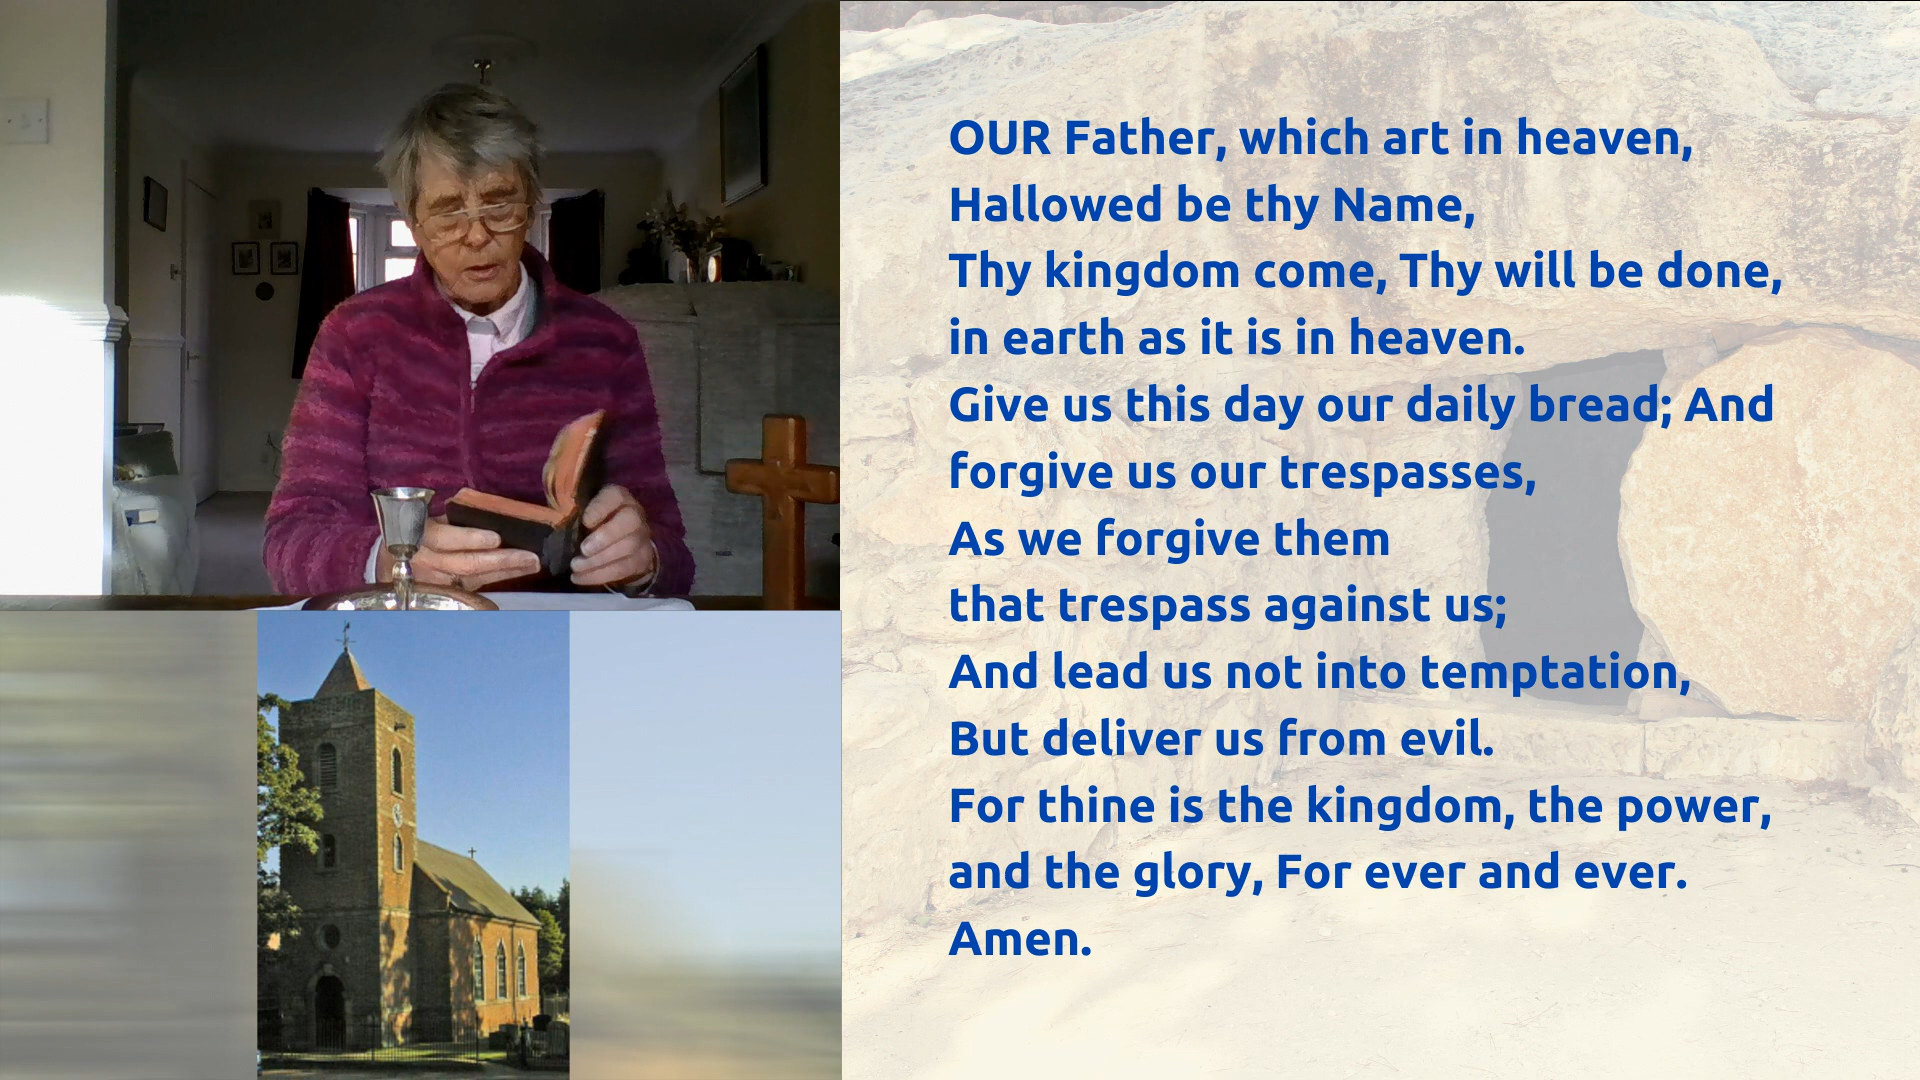 OUR Father, which art in heaven,
Hallowed be thy Name,
Thy kingdom come, Thy will be done,
in earth as it is in heaven.
Give us this day our daily bread; And
forgive us our trespasses,
As we forgive them
that trespass against us;
And lead us not into temptation,
But deliver us from evil.
For thine is the kingdom, the power,
and the glory, For ever and ever.
Amen.